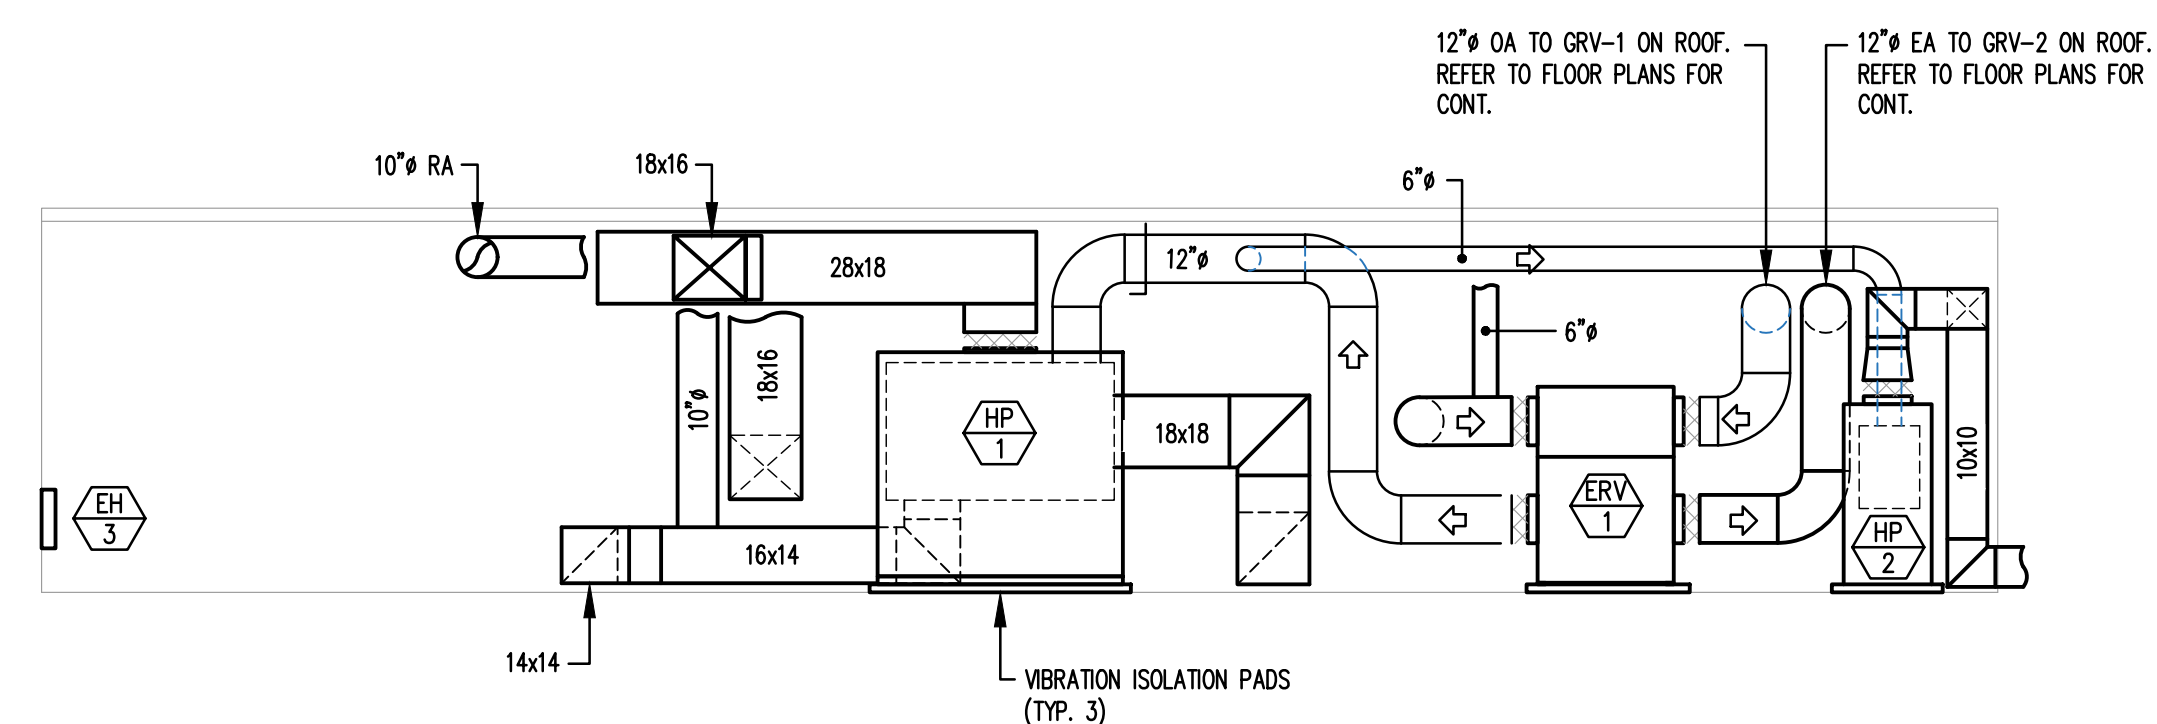 12"ø OA TO GRV-1 ON ROOF.
REFER TO FLOOR PLANS FOR
CONT.
12"ø EA TO GRV-2 ON ROOF.
REFER TO FLOOR PLANS FOR
CONT.
10"ø RA
18x16
6"ø
28x18
12"ø
6"ø
10"ø
18x16
HP
1
18x18
10x10
EH
3
ERV
1
HP
2
16x14
14x14
VIBRATION ISOLATION PADS
(TYP. 3)